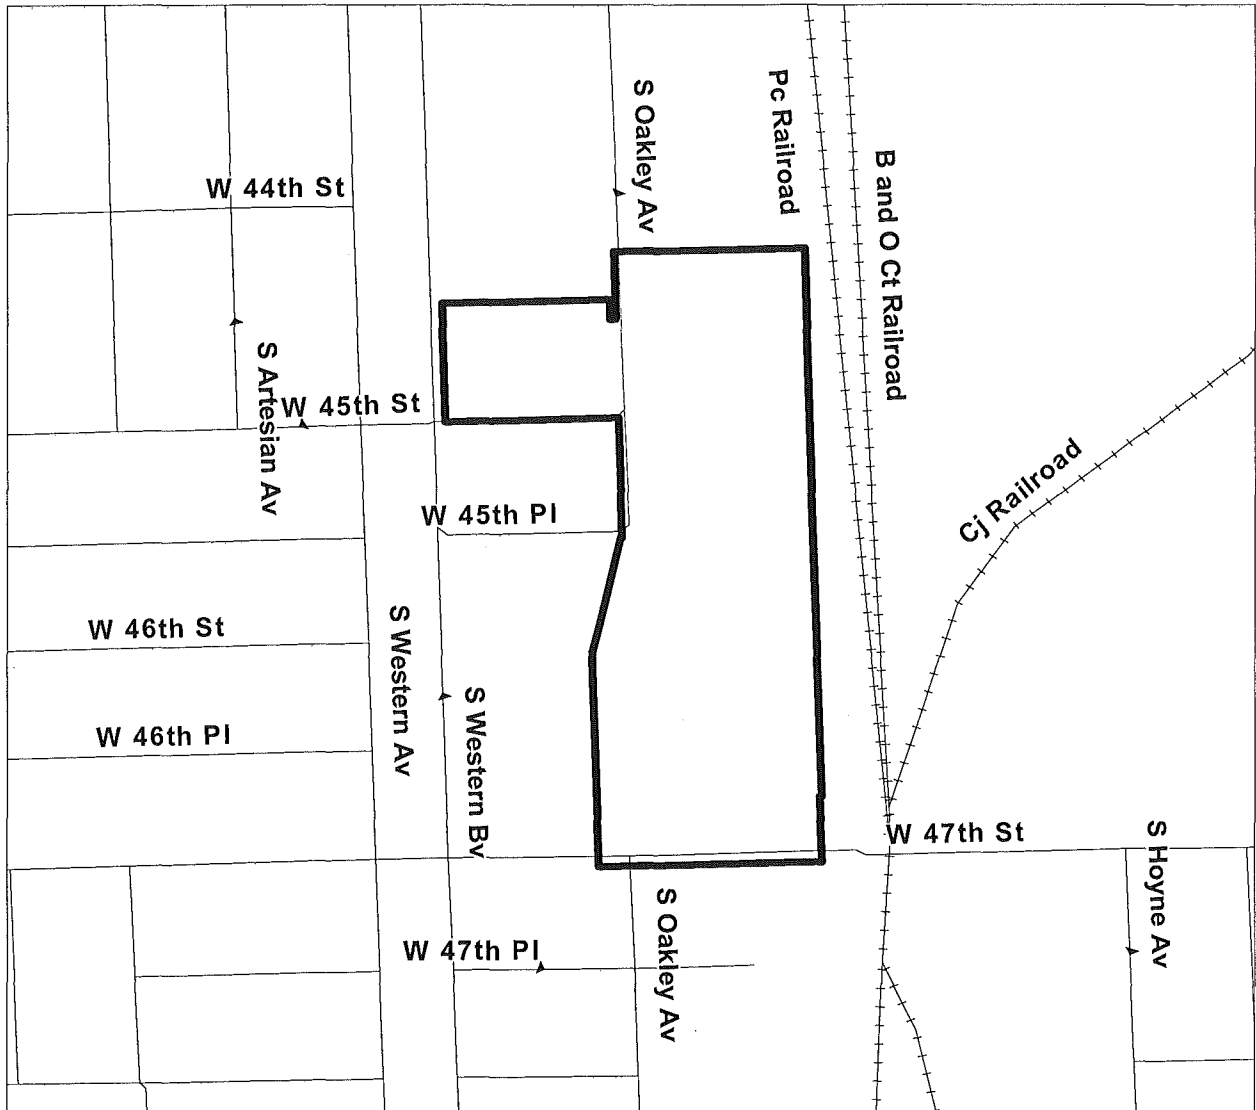 Pc Railroad
S Oakley Av
B and O Ct Railroad
W 44th St
S Artesian Av
W 45th St
Cj Railroad
W 45th Pl
S Western Av
W 46th St
S Western Bv
W 46th Pl
W 47th St
S Hoyne Av
S Oakley Av
W 47th Pl